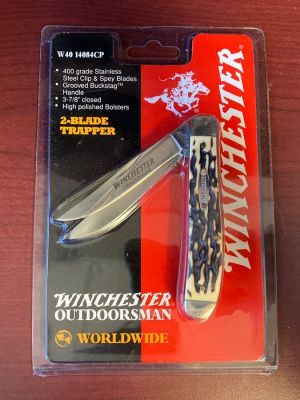 W40 14084CP
• 400 grade Stainless
Steel Clip & Spey Blades
• Grooved Buckstag™
Handle
• 3-7/8" closed
• High polished Bolsters
2-BLADE
TRAPPER
WINCHESTER
WINCHESTER
WINCHESTER
WINCHESTER
OUTDOORSMAN
WORLDWIDE